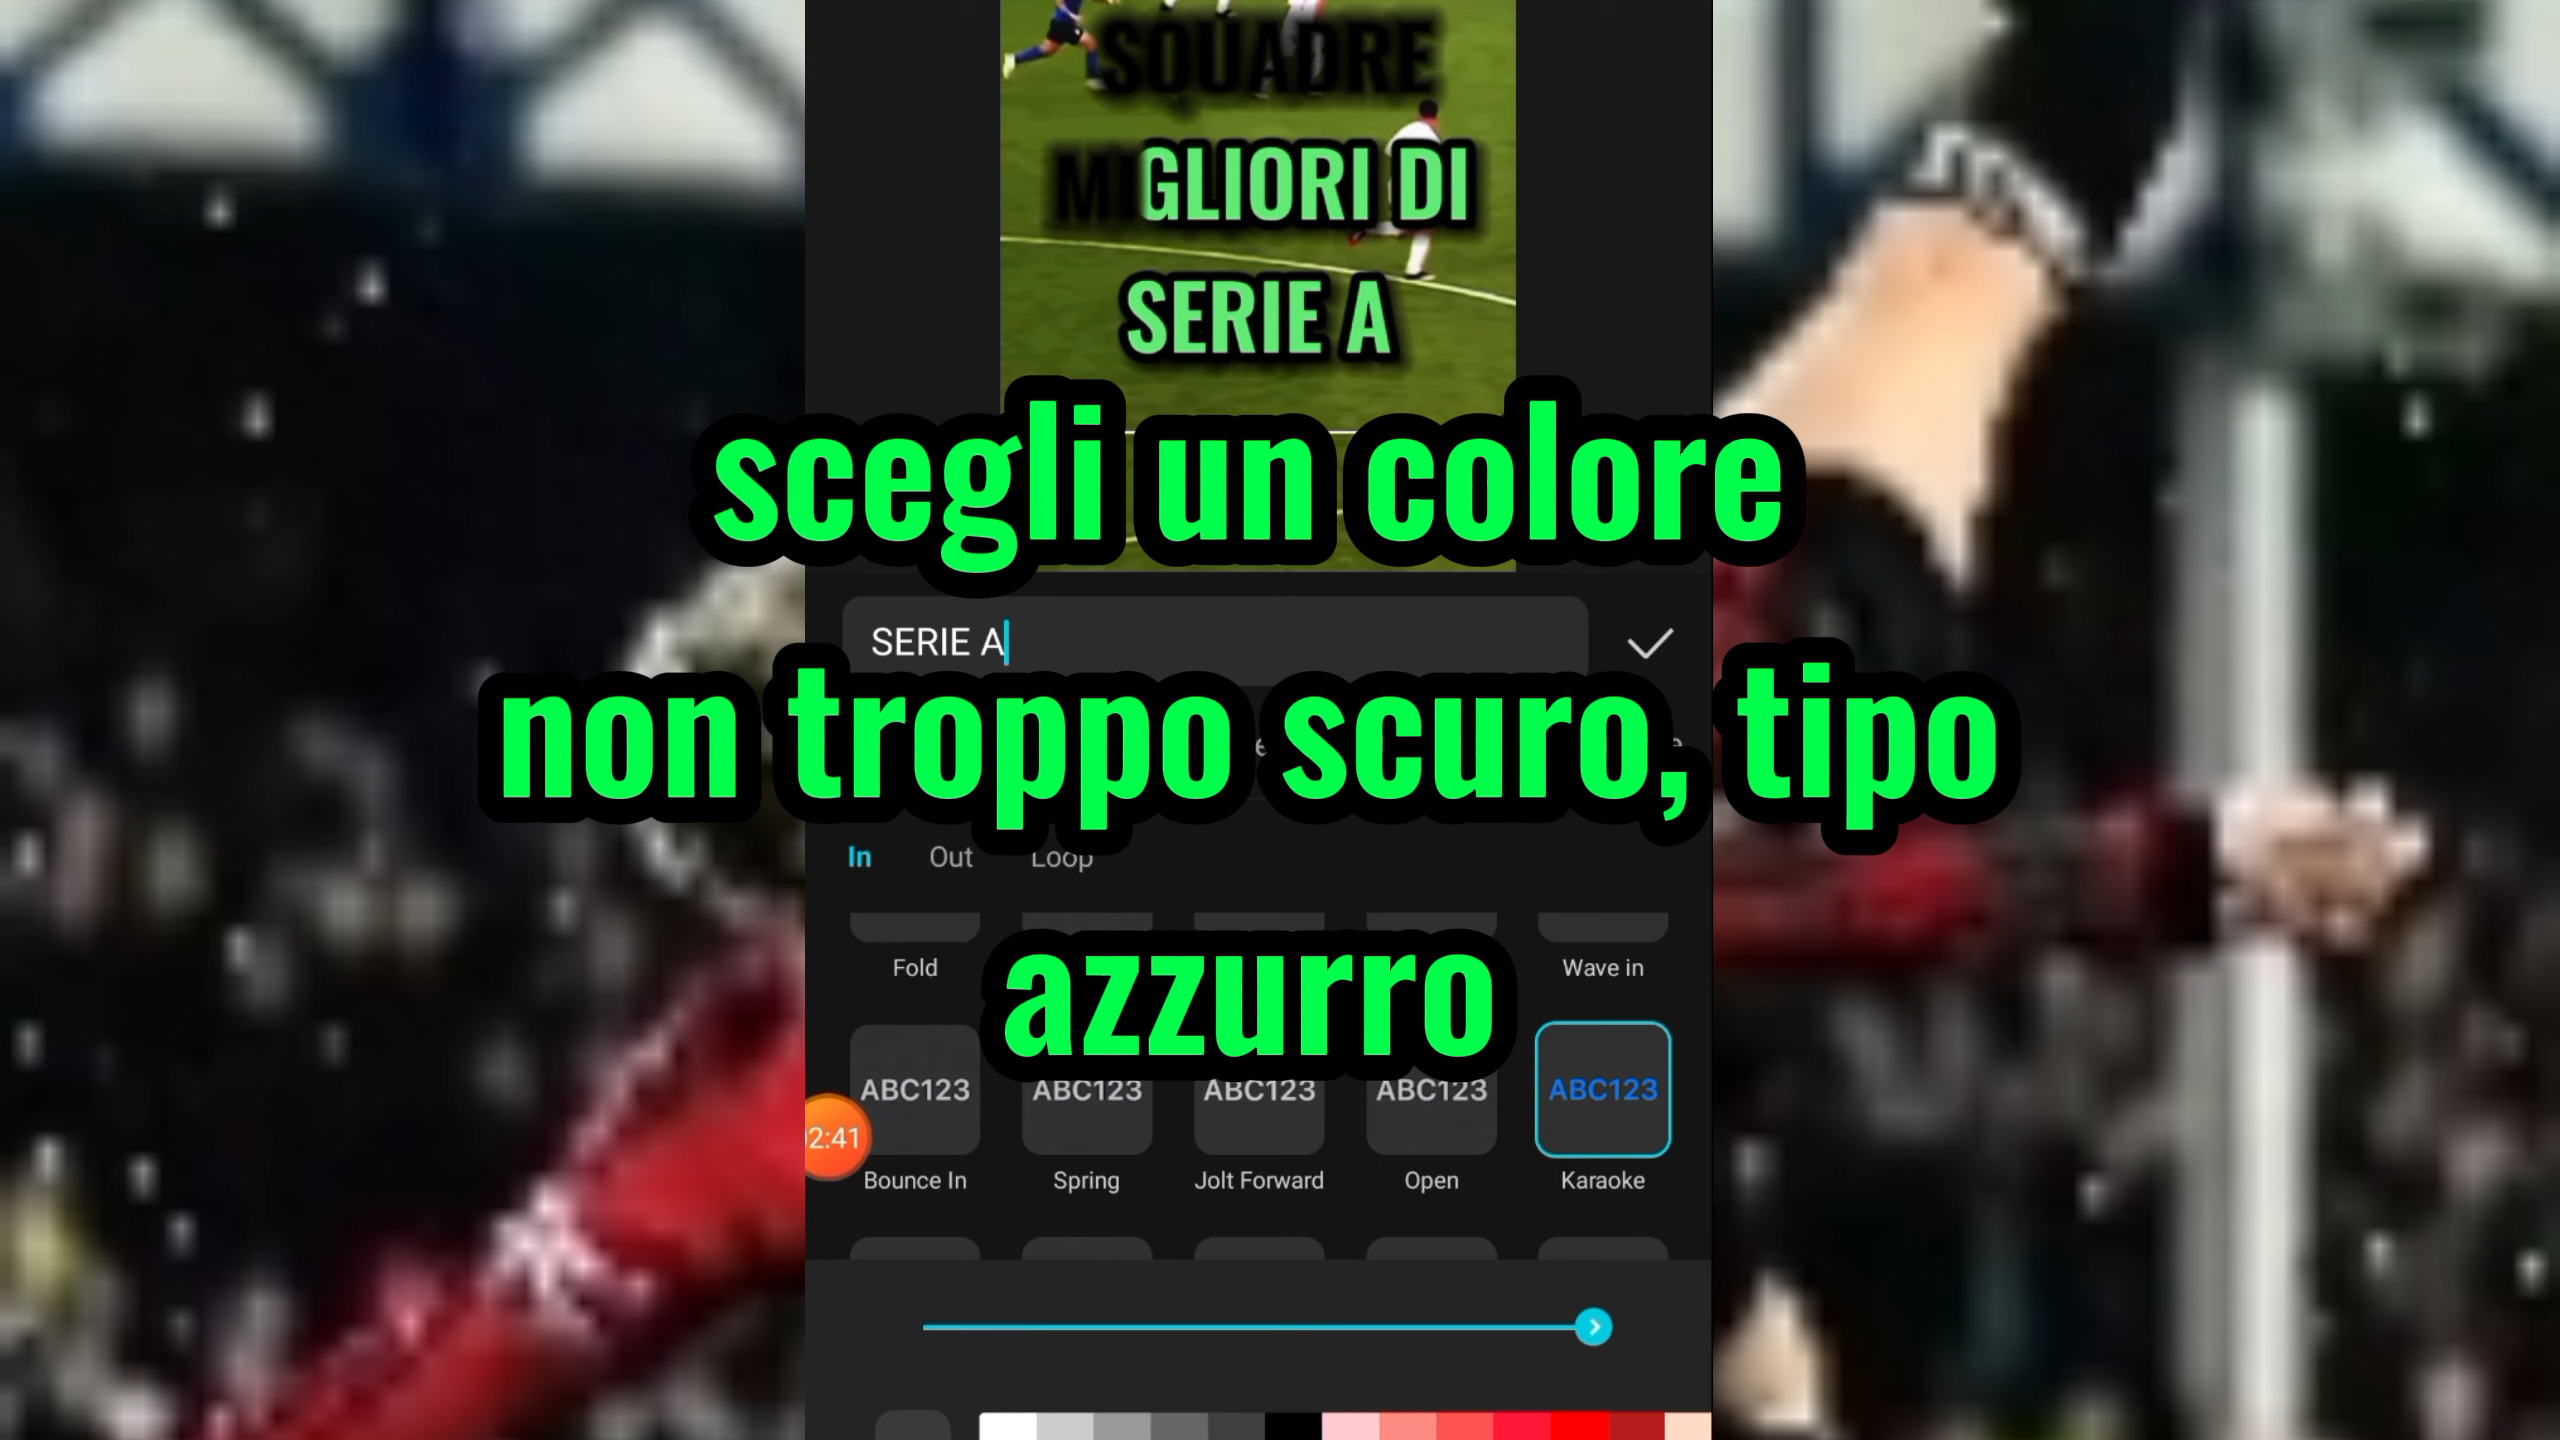 SQUADRE
MIGLIORI DI
SERIE A
scegli un colore
SERIE A
non troppo scuro, tipo
In Out Loop
azzurro
Fold Wave in
ABC123 ABC123 ABC123 ABC123 ABC123
2:41
Bounce In Spring Jolt Forward Open Karaoke